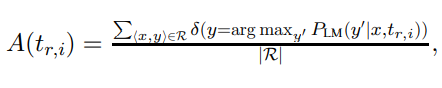 A(t_{r,i}) = \frac{\sum_{\langle x,y \rangle \in \mathcal{R}} \delta(y = \arg\max_{y'} P_{\text{LM}}(y'|x,t_{r,i}))}{|\mathcal{R}|},